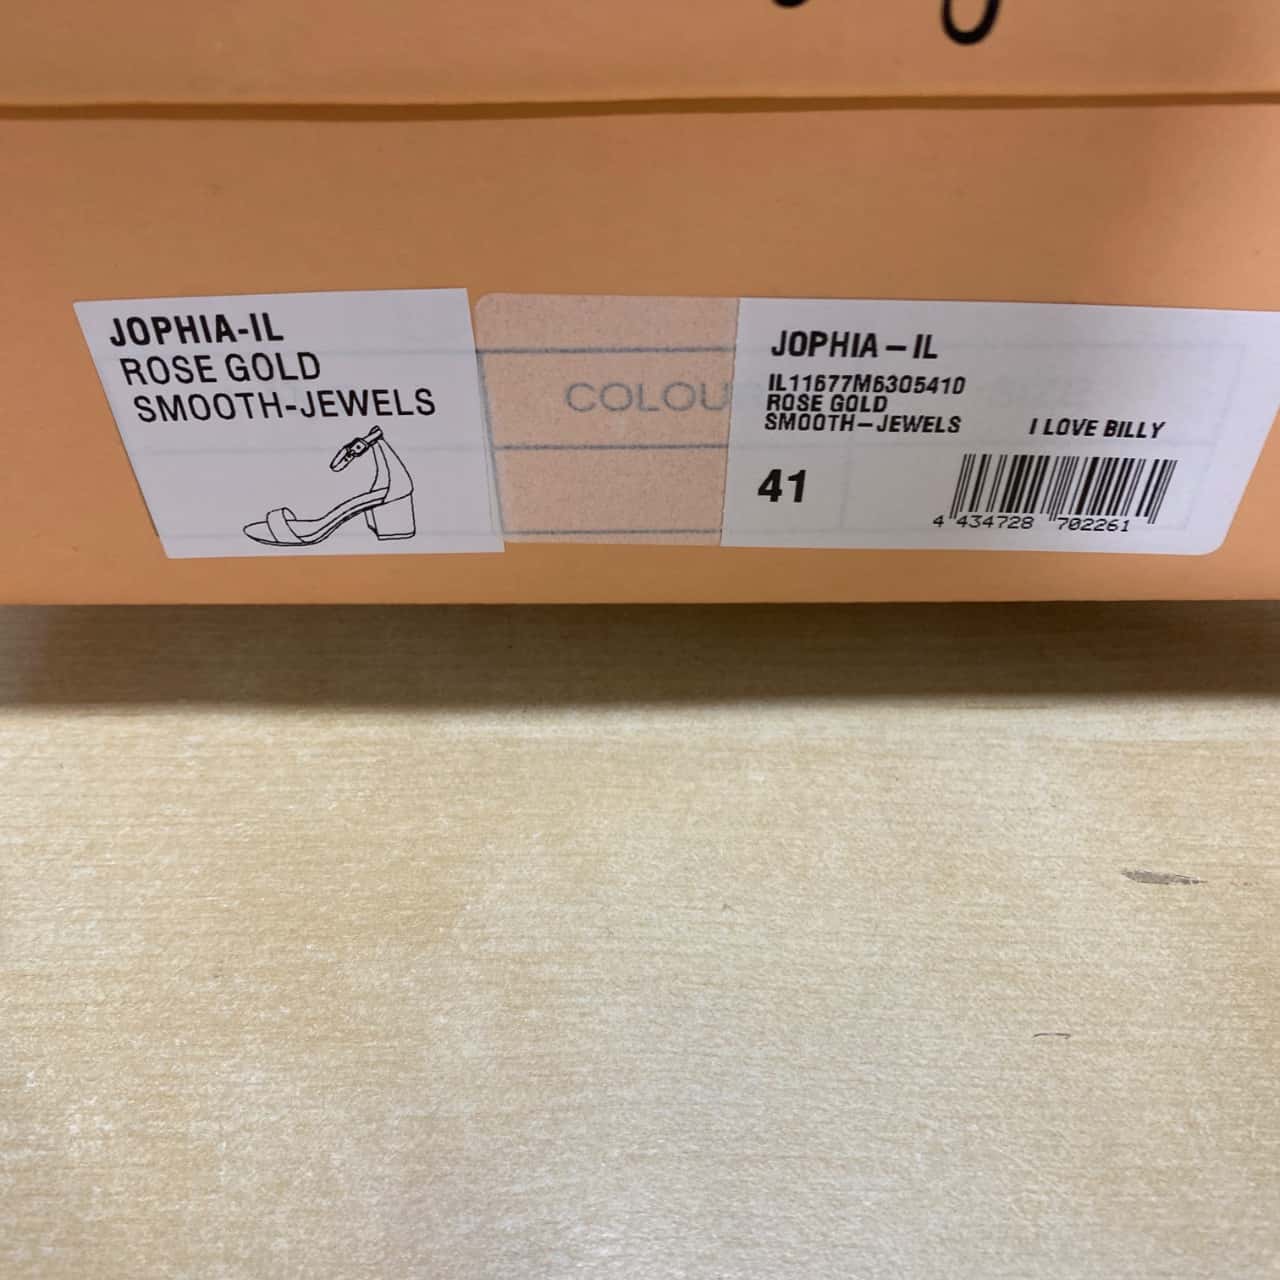 JOPHIA-IL
ROSE GOLD
SMOOTH-JEWELS
COLOU
JOPHIA-IL
IL11677M6305410
ROSE GOLD
SMOOTH-JEWELS
I LOVE BILLY
41
4 434728 702261